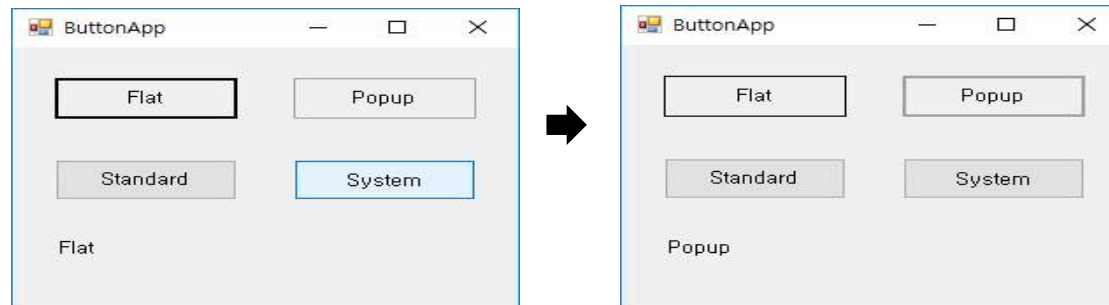 ButtonApp
Flat Popup
Standard System
Flat
ButtonApp
Flat Popup
Standard System
Popup